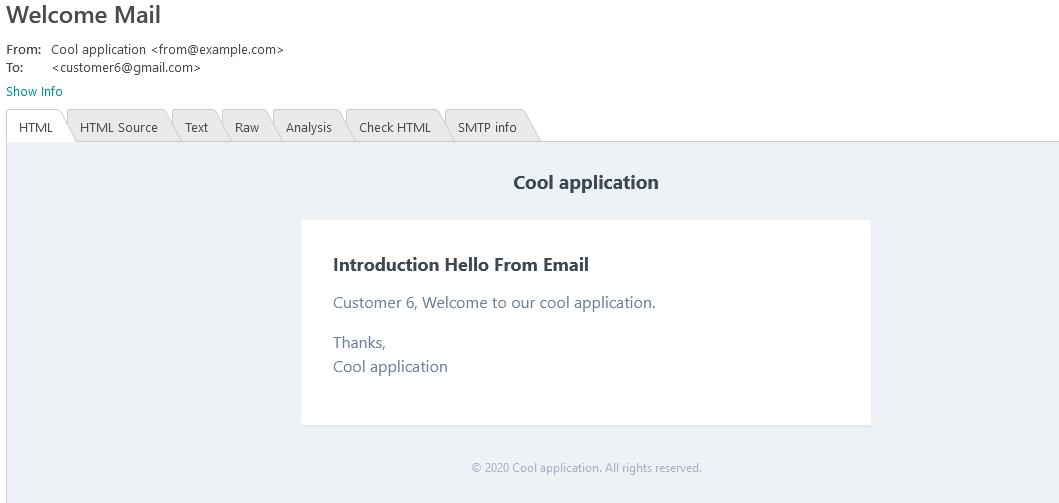 Welcome Mail
From: Cool application <from@example.com>
To: <customer6@gmail.com>
Show Info
HTML HTML Source Text Raw Analysis Check HTML SMTP info
Cool application
Introduction Hello From Email
Customer 6, Welcome to our cool application.
Thanks,
Cool application
© 2020 Cool application. All rights reserved.